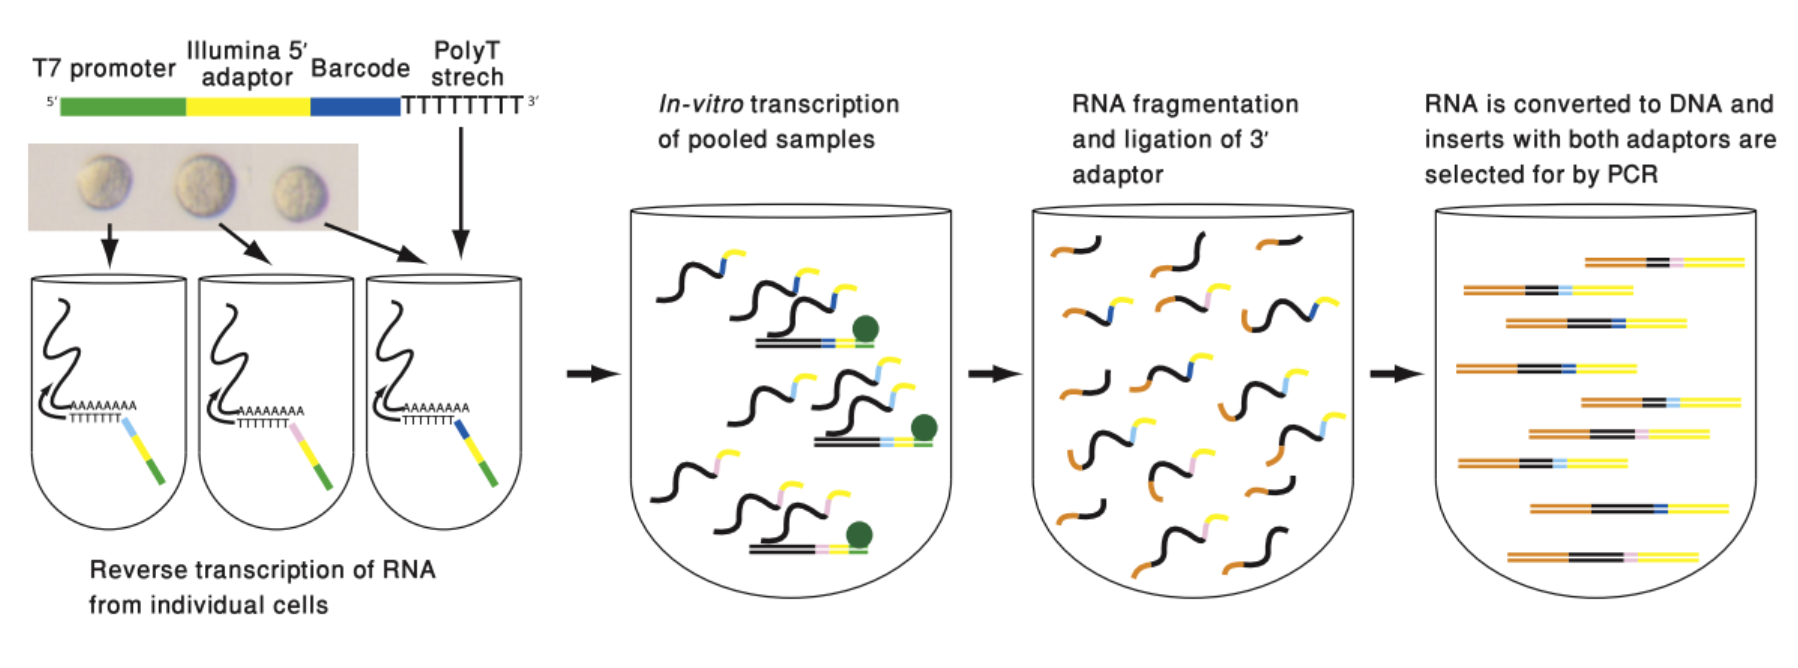 T7 promoter
Illumina 5′
adaptor
Barcode
PolyT
strech
5′
TTTTTTTT 3′
AAAAAAAA
TTTTTTT
AAAAAAAA
TTTTTTT
AAAAAAAA
TTTTTTT
Reverse transcription of RNA
from individual cells
In-vitro transcription
of pooled samples
RNA fragmentation
and ligation of 3′
adaptor
RNA is converted to DNA and
inserts with both adaptors are
selected for by PCR